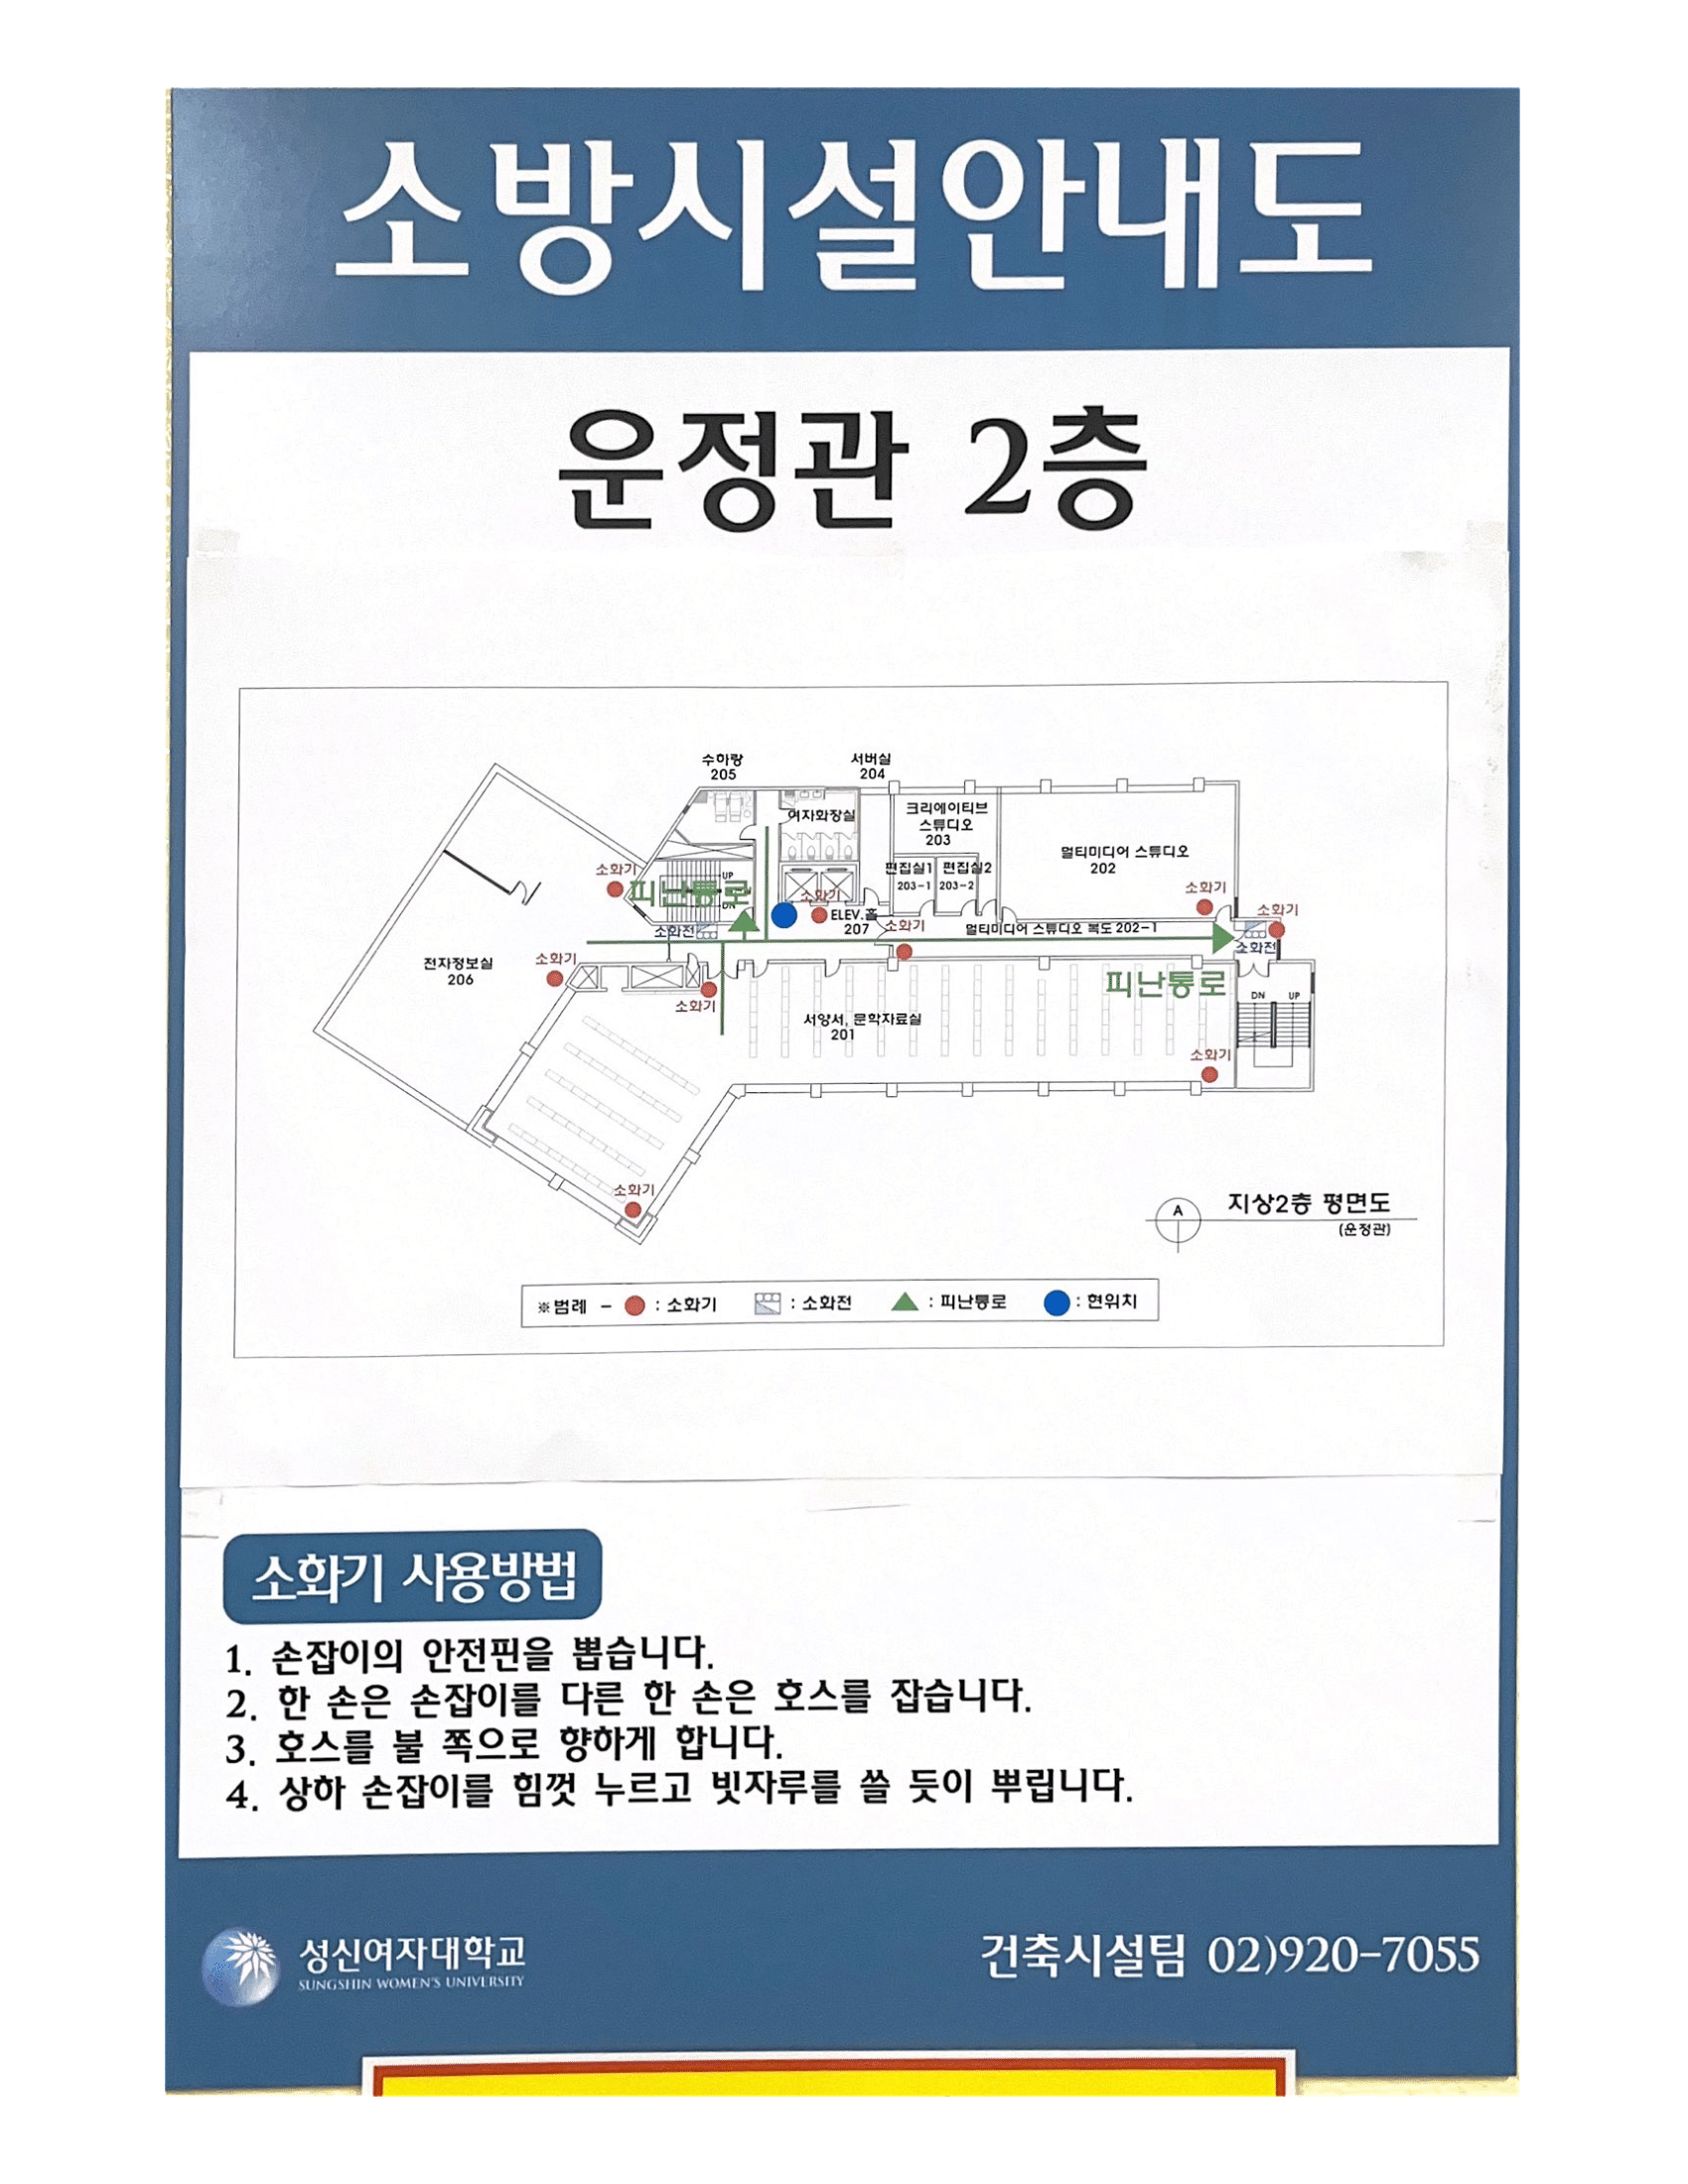 소방시설안내도
운정관 2층
수하랑
205
서버실
204
여자화장실
크리에이티브
스튜디오
203
편집실1 편집실2
203-1 203-2
멀티미디어 스튜디오
202
소화기
피난통로
UP
DN
소화기
소화기
소화기
ELEV.홀
207
소화기
소화전
멀티미디어 스튜디오 복도 202-1
소화전
전자정보실
206
소화기
소화기
피난통로
DN UP
서양서, 문학자료실
201
소화기
소화기
A
지상2층 평면도
(운정관)
※범례 - : 소화기 : 소화전 : 피난통로 : 현위치
소화기 사용방법
1. 손잡이의 안전핀을 뽑습니다.
2. 한 손은 손잡이를 다른 한 손은 호스를 잡습니다.
3. 호스를 불 쪽으로 향하게 합니다.
4. 상하 손잡이를 힘껏 누르고 빗자루를 쓸 듯이 뿌립니다.
성신여자대학교
SUNGSHIN WOMEN'S UNIVERSITY
건축시설팀 02)920-7055